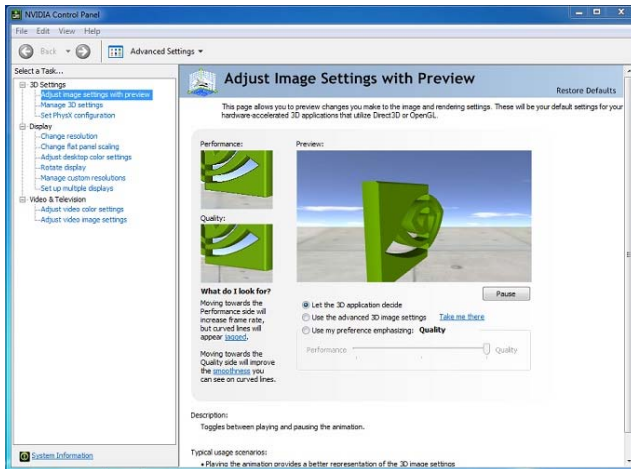 NVIDIA Control Panel
File Edit View Help
Back Advanced Settings
Select a Task...
3D Settings
Adjust image settings with preview
Manage 3D settings
Set PhysX configuration
Display
Change resolution
Change flat panel scaling
Adjust desktop color settings
Rotate display
Manage custom resolutions
Set up multiple displays
Video & Television
Adjust video color settings
Adjust video image settings
System Information
Adjust Image Settings with Preview
Restore Defaults
This page allows you to preview changes you make to the image and rendering settings. These will be your default settings for your
hardware-accelerated 3D applications that utilize Direct3D or OpenGL.
Performance:
Quality:
What do I look for?
Moving towards the
Performance side will
increase frame rate,
but curved lines will
appear jagged.
Moving towards the
Quality side will improve
the smoothness you
can see on curved lines.
Preview:
Pause
Let the 3D application decide
Use the advanced 3D image settings Take me there
Use my preference emphasizing: Quality
Performance Quality
Description:
Toggles between playing and pausing the animation.
Typical usage scenarios:
• Playing the animation provides a better representation of the 3D image settings